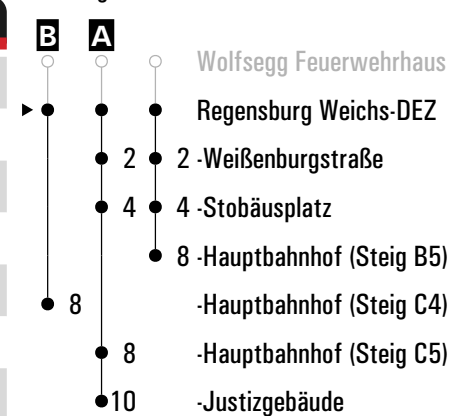 B A
Wolfsegg Feuerwehrhaus
Regensburg Weichs-DEZ
2 2 -Weißenburgstraße
4 4 -Stobäusplatz
8 -Hauptbahnhof (Steig B5)
8 -Hauptbahnhof (Steig C4)
8 -Hauptbahnhof (Steig C5)
10 -Justizgebäude